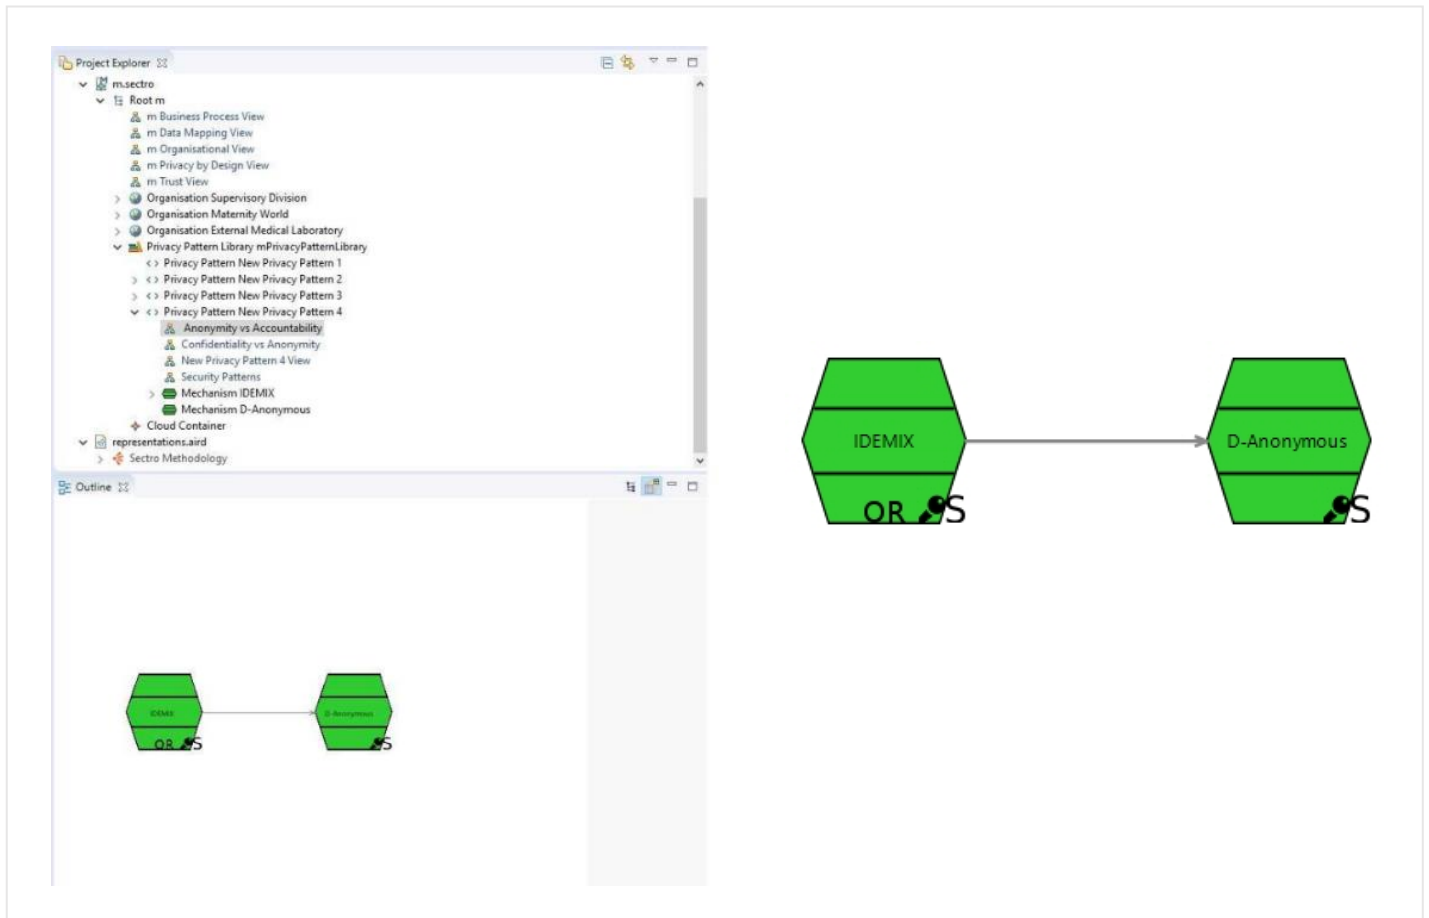 Project Explorer
m.sectro
Root m
m Business Process View
m Data Mapping View
m Organisational View
m Privacy by Design View
m Trust View
Organisation Supervisory Division
Organisation Maternity World
Organisation External Medical Laboratory
Privacy Pattern Library mPrivacyPatternLibrary
Privacy Pattern New Privacy Pattern 1
Privacy Pattern New Privacy Pattern 2
Privacy Pattern New Privacy Pattern 3
Privacy Pattern New Privacy Pattern 4
Anonymity vs Accountability
Confidentiality vs Anonymity
New Privacy Pattern 4 View
Security Patterns
Mechanism IDEMIX
Mechanism D-Anonymous
Cloud Container
representations.aird
Sectro Methodology
Outline
IDEMIX
D-Anonymous
OR S
S
IDEMIX
D-Anonymous
OR S
S